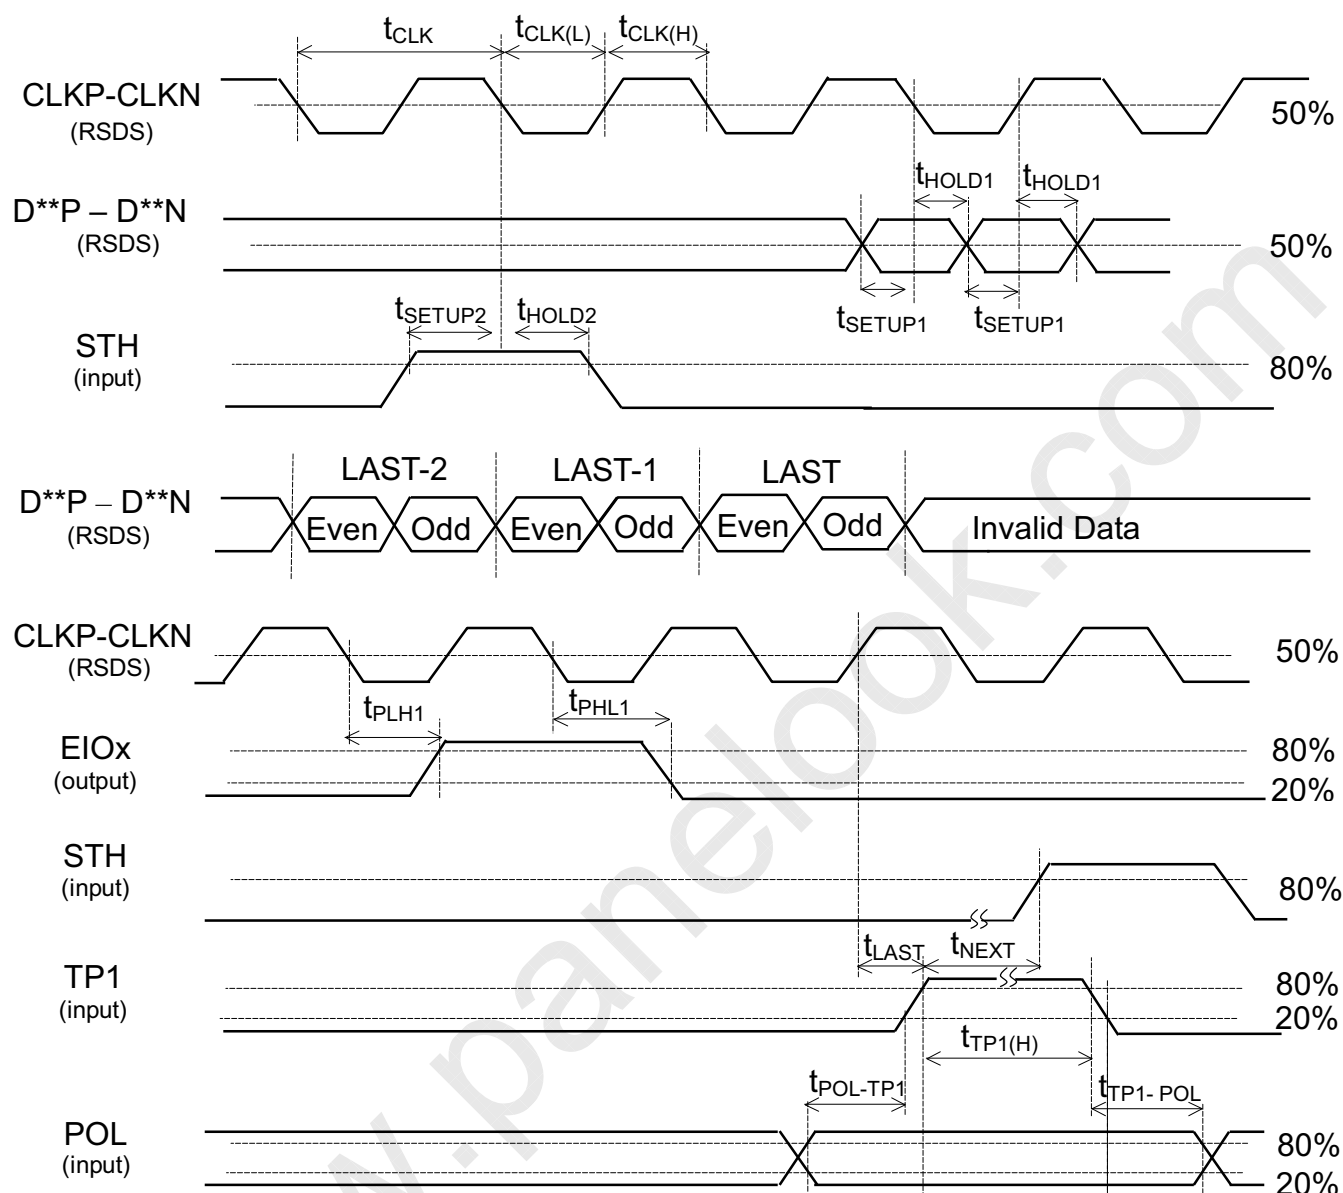 tCLK tCLK(L) tCLK(H)
CLKP-CLKN
(RSDS)
50%
tHOLD1 tHOLD1
D**P – D**N
(RSDS)
50%
tSETUP1 tSETUP1
tSETUP2 tHOLD2
STH
(input)
80%
LAST-2 LAST-1 LAST
D**P – D**N
(RSDS)
Even Odd Even Odd Even Odd Invalid Data
CLKP-CLKN
(RSDS)
50%
tPLH1 tPHL1
EIOx
(output)
80%
20%
STH
(input)
80%
tLAST tNEXT
TP1
(input)
80%
20%
tTP1(H)
tPOL-TP1 tTP1- POL
POL
(input)
80%
20%
w.panelook.com